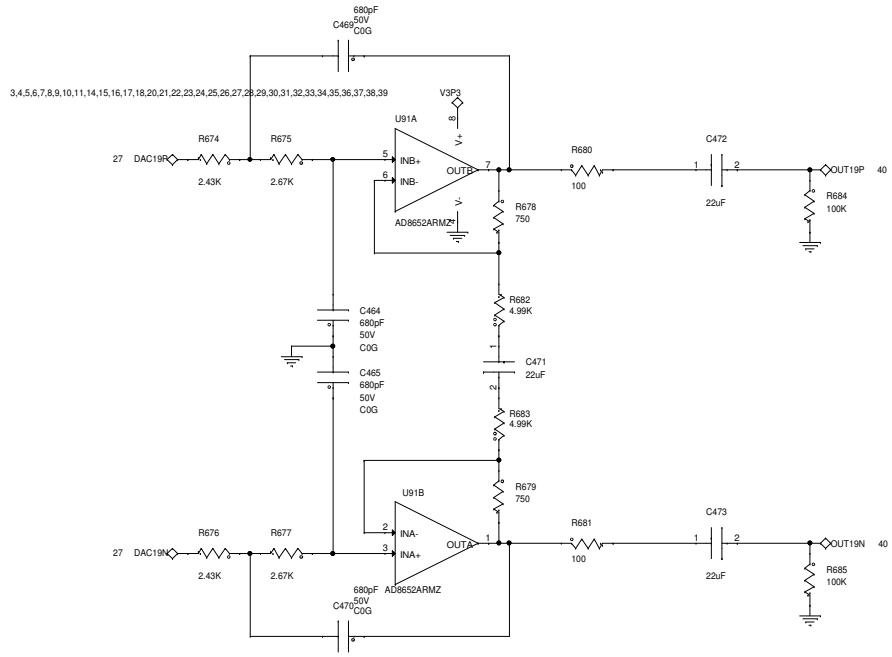 680pF
C469
50V
C0G
3,4,5,6,7,8,9,10,11,14,15,16,17,18,20,21,22,23,24,25,26,27,28,29,30,31,32,33,34,35,36,37,38,39
V3P3
8
V+
U91A
R674
R675
27 DAC19P
2.43K
2.67K
5
INB+
6
INB-
OUTB
7
V-
4
AD8652ARMZ
R678
750
R680
100
C472
1
2
22uF
OUT19P 40
R684
100K
R682
4.99K
C464
680pF
50V
C0G
1
C471
22uF
2
C465
680pF
50V
C0G
R683
4.99K
R679
750
U91B
2
INA-
3
INA+
OUTA
1
AD8652ARMZ
R676
R677
27 DAC19N
2.43K
2.67K
R681
100
C473
1
2
22uF
OUT19N 40
R685
100K
680pF
50V
C470
C0G